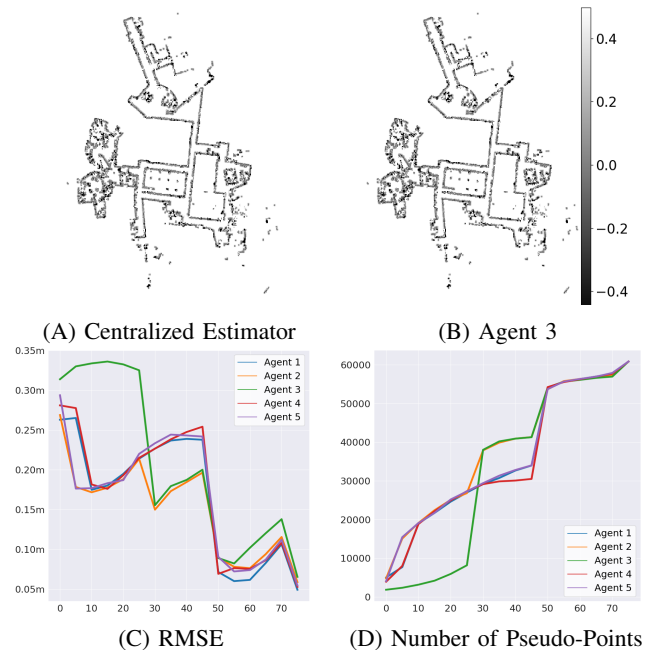 0.4
0.2
0.0
−0.2
−0.4
(A) Centralized Estimator
(B) Agent 3
0.35m
0.30m
0.25m
0.20m
0.15m
0.10m
0.05m
Agent 1
Agent 2
Agent 3
Agent 4
Agent 5
0 10 20 30 40 50 60 70
60000
50000
40000
30000
20000
10000
0
Agent 1
Agent 2
Agent 3
Agent 4
Agent 5
0 10 20 30 40 50 60 70
(C) RMSE
(D) Number of Pseudo-Points